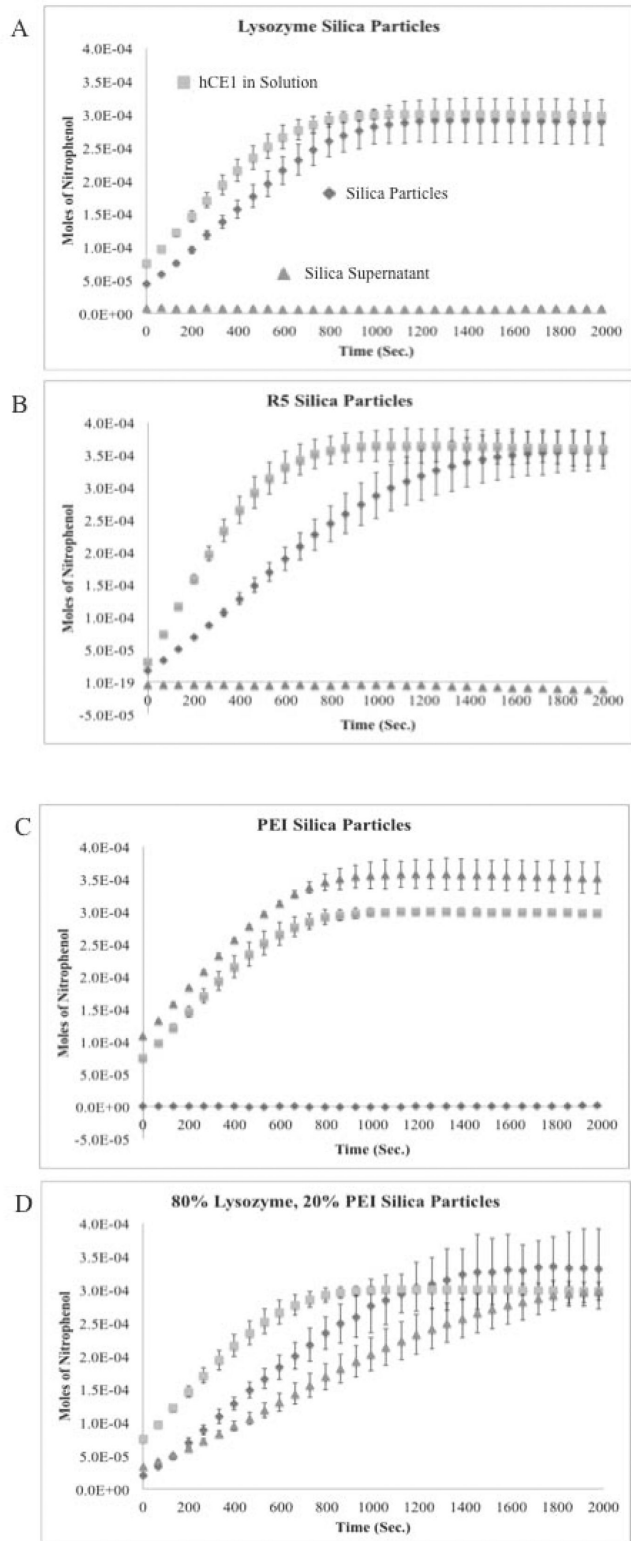 A
Lysozyme Silica Particles
4.0E-04
3.5E-04
3.0E-04
2.5E-04
2.0E-04
1.5E-04
1.0E-04
5.0E-05
0.0E+00
Moles of Nitrophenol
hCE1 in Solution
Silica Particles
Silica Supernatant
0 200 400 600 800 1000 1200 1400 1600 1800 2000
Time (Sec.)
B
R5 Silica Particles
4.0E-04
3.5E-04
3.0E-04
2.5E-04
2.0E-04
1.5E-04
1.0E-04
5.0E-05
1.0E-19
-5.0E-05
Moles of Nitrophenol
0 200 400 600 800 1000 1200 1400 1600 1800 2000
Time (Sec.)
C
PEI Silica Particles
4.0E-04
3.5E-04
3.0E-04
2.5E-04
2.0E-04
1.5E-04
1.0E-04
5.0E-05
0.0E+00
-5.0E-05
Moles of Nitrophenol
0 200 400 600 800 1000 1200 1400 1600 1800 2000
Time (Sec.)
D
80% Lysozyme, 20% PEI Silica Particles
4.0E-04
3.5E-04
3.0E-04
2.5E-04
2.0E-04
1.5E-04
1.0E-04
5.0E-05
0.0E+00
Moles of Nitrophenol
0 200 400 600 800 1000 1200 1400 1600 1800 2000
Time (Sec.)